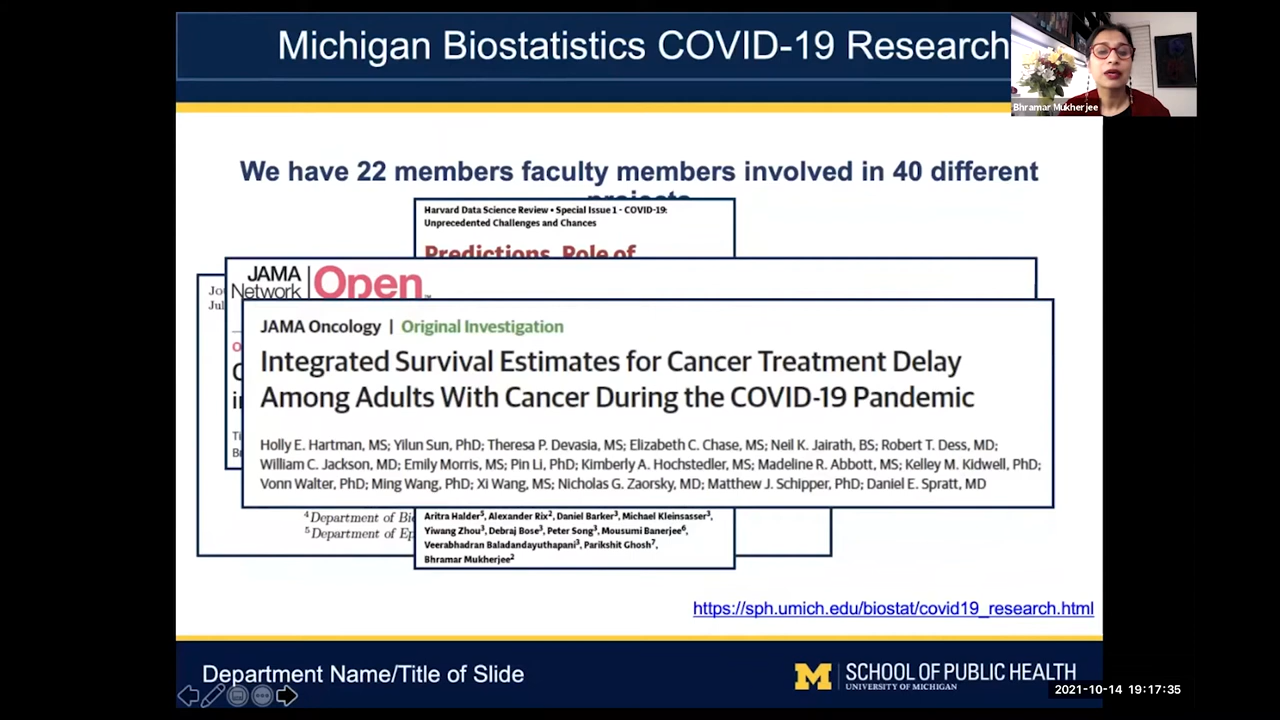 Michigan Biostatistics COVID-19 Research
Bhramar Mukherjee
We have 22 members faculty members involved in 40 different
projects
Harvard Data Science Review • Special Issue 1 - COVID-19:
Unprecedented Challenges and Chances
Predictions, Role of
JAMA
Network
Open
JAMA Oncology | Original Investigation
Integrated Survival Estimates for Cancer Treatment Delay
Among Adults With Cancer During the COVID-19 Pandemic
Holly E. Hartman, MS; Yilun Sun, PhD; Theresa P. Devasia, MS; Elizabeth C. Chase, MS; Neil K. Jairath, BS; Robert T. Dess, MD;
William C. Jackson, MD; Emily Morris, MS; Pin Li, PhD; Kimberly A. Hochstedler, MS; Madeline R. Abbott, MS; Kelley M. Kidwell, PhD;
Vonn Walter, PhD; Ming Wang, PhD; Xi Wang, MS; Nicholas G. Zaorsky, MD; Matthew J. Schipper, PhD; Daniel E. Spratt, MD
4 Department of
5 Department of
Aritra Halder5, Alexander Rix2, Daniel Barker3, Michael Kleinsasser3,
Yiwang Zhou3, Debraj Bose3, Peter Song3, Mousumi Banerjee6,
Veerabhadran Baladandayuthapani3, Parikshit Ghosh7,
Bhramar Mukherjee2
https://sph.umich.edu/biostat/covid19_research.html
Department Name/Title of Slide
M SCHOOL OF PUBLIC HEALTH
UNIVERSITY OF MICHIGAN
2021-10-14 19:17:35